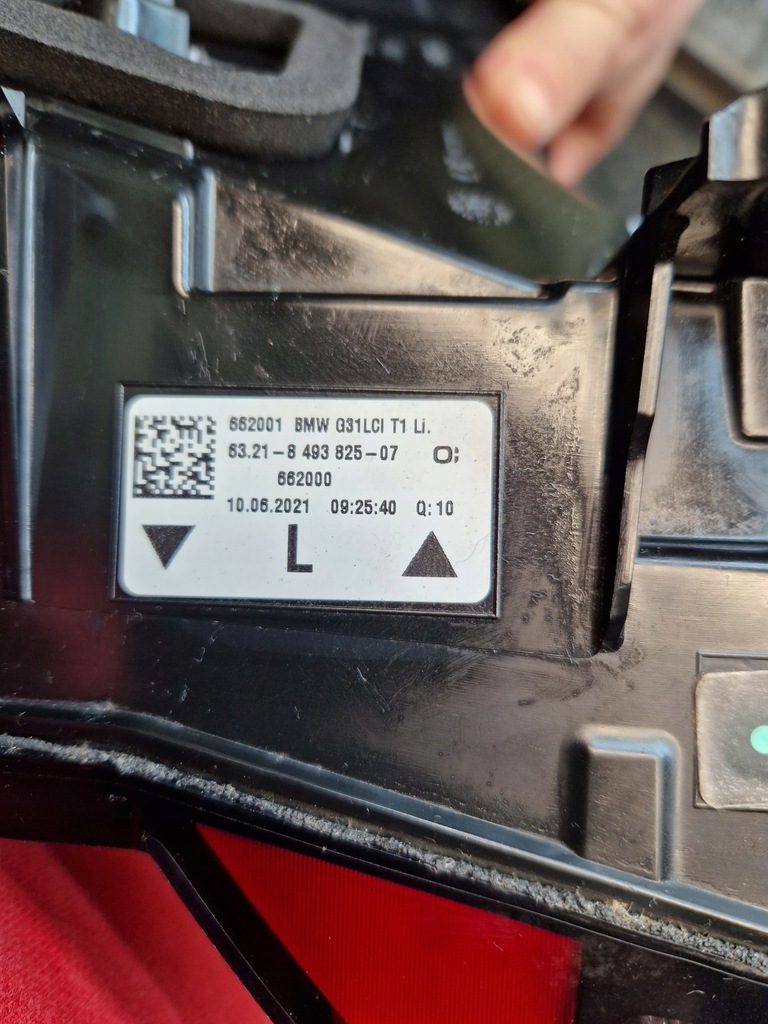 662001 BMW G31LCI T1 Li.
63.21-8 493 825-07 O;
662000
10.06.2021 09:25:40 Q:10
L